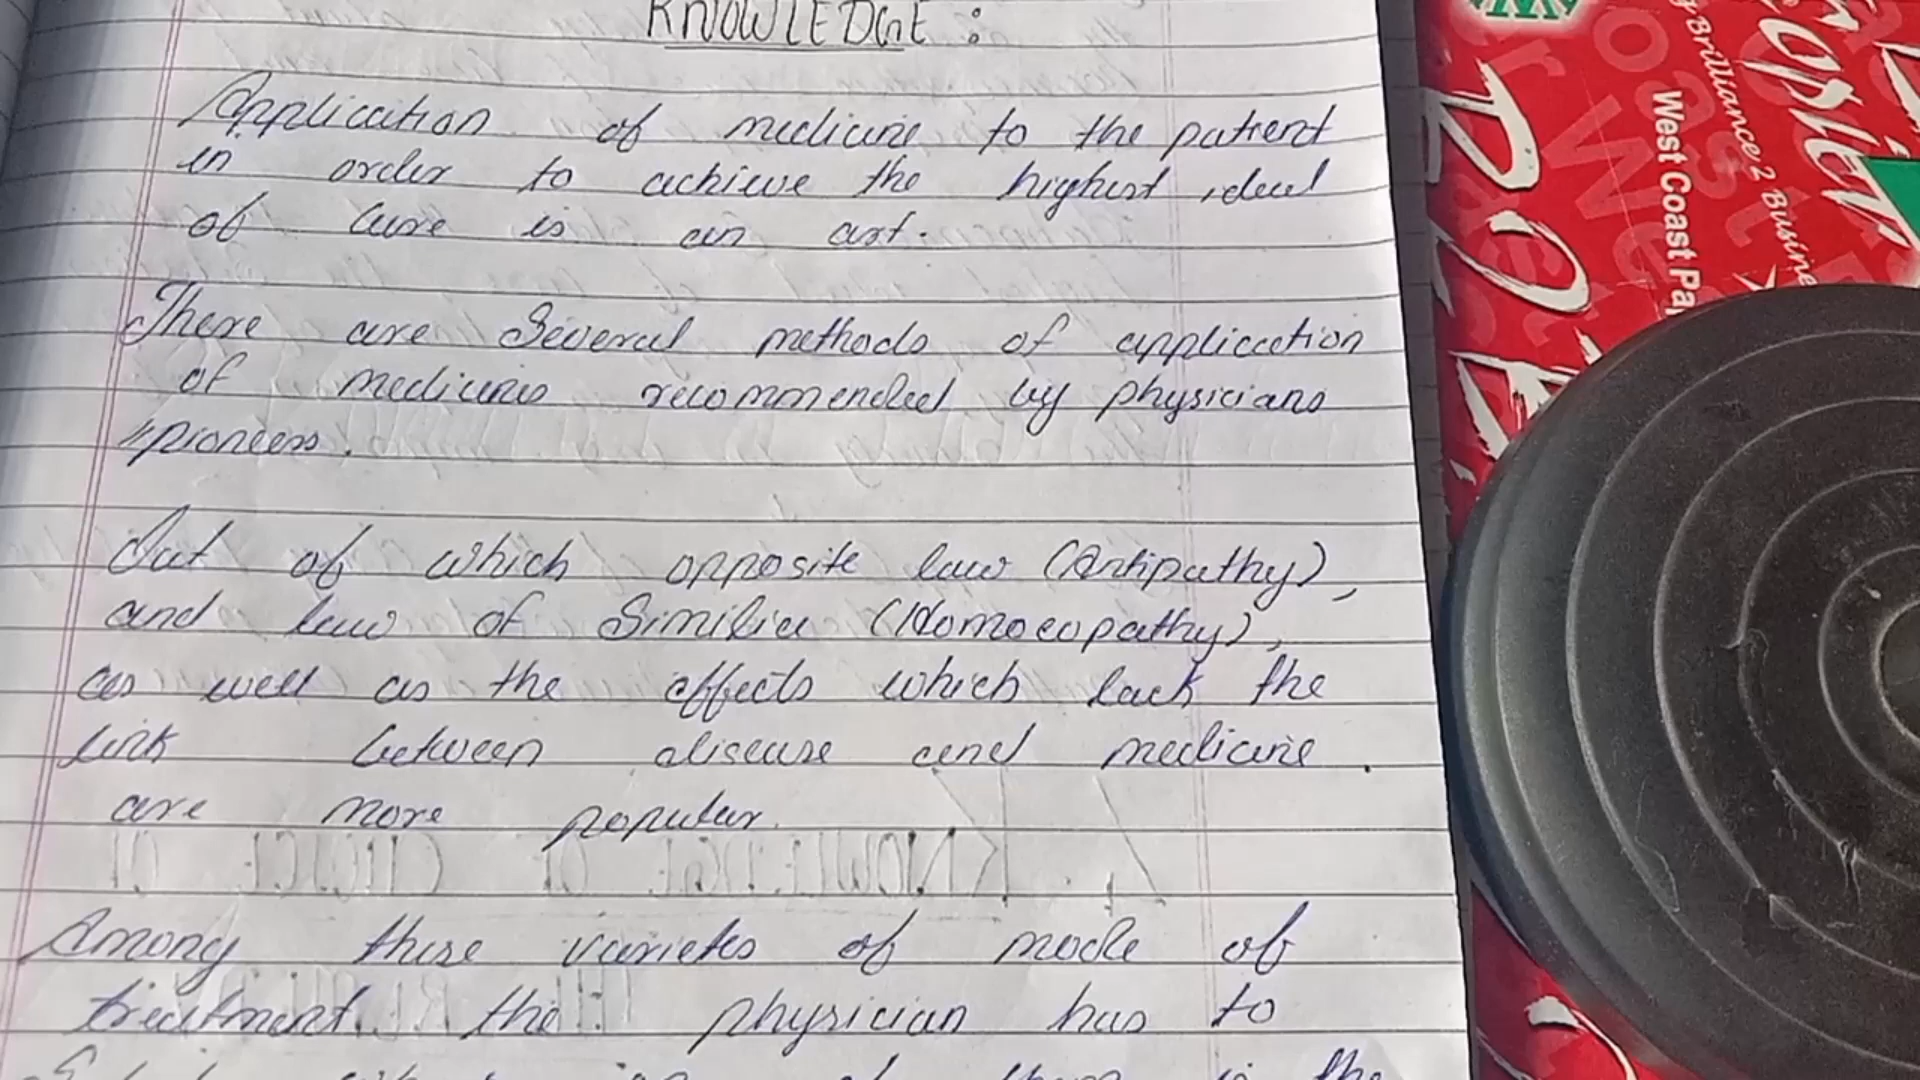 KNOWLEDGE :
Application of medicine to the patient
in order to achieve the highest ideal
of cure is an art.
There are Several methods of application
of medicines recommended by physicians
pioneers.
Out of which opposite law (Antipathy),
and law of Similia (Homoeopathy),
as well as the effects which lack the
link between disease and medicine.
are more popular.
Among these varieties of mode of
treatment, the physician has to
the
Brilliance 2 Busine
West Coast Pa